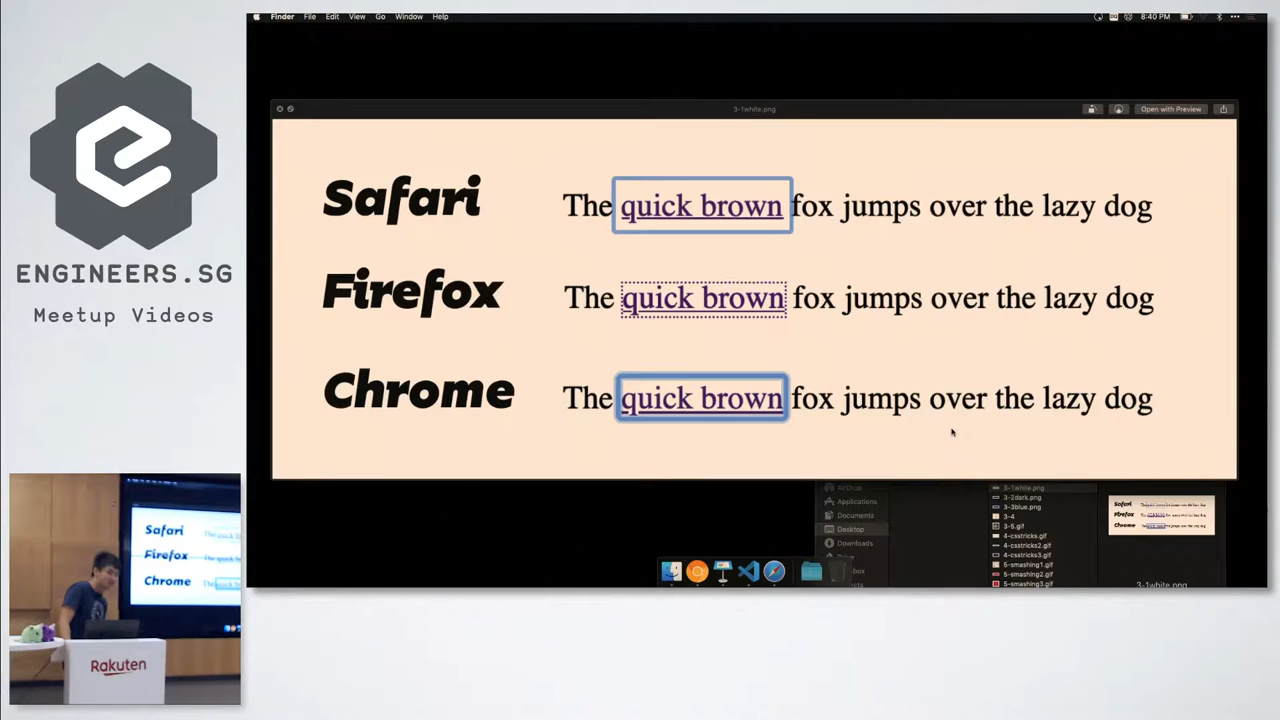 Finder File Edit View Go Window Help
8:40 PM
3-1white.png
Open with Preview
Safari The quick brown fox jumps over the lazy dog
Firefox The quick brown fox jumps over the lazy dog
Chrome The quick brown fox jumps over the lazy dog
ENGINEERS.SG
Meetup Videos
AirDrop
Applications
Documents
Desktop
Downloads
3-1white.png
3-2dark.png
3-3blue.png
3-4
3-5.gif
4-csstricks.gif
4-csstricks2.gif
4-csstricks3.gif
5-smashing1.gif
5-smashing2.gif
5-smashing3.gif
Safari
Firefox
Chrome
3-1white.png
Safari
Firefox
Chrome
Rakuten